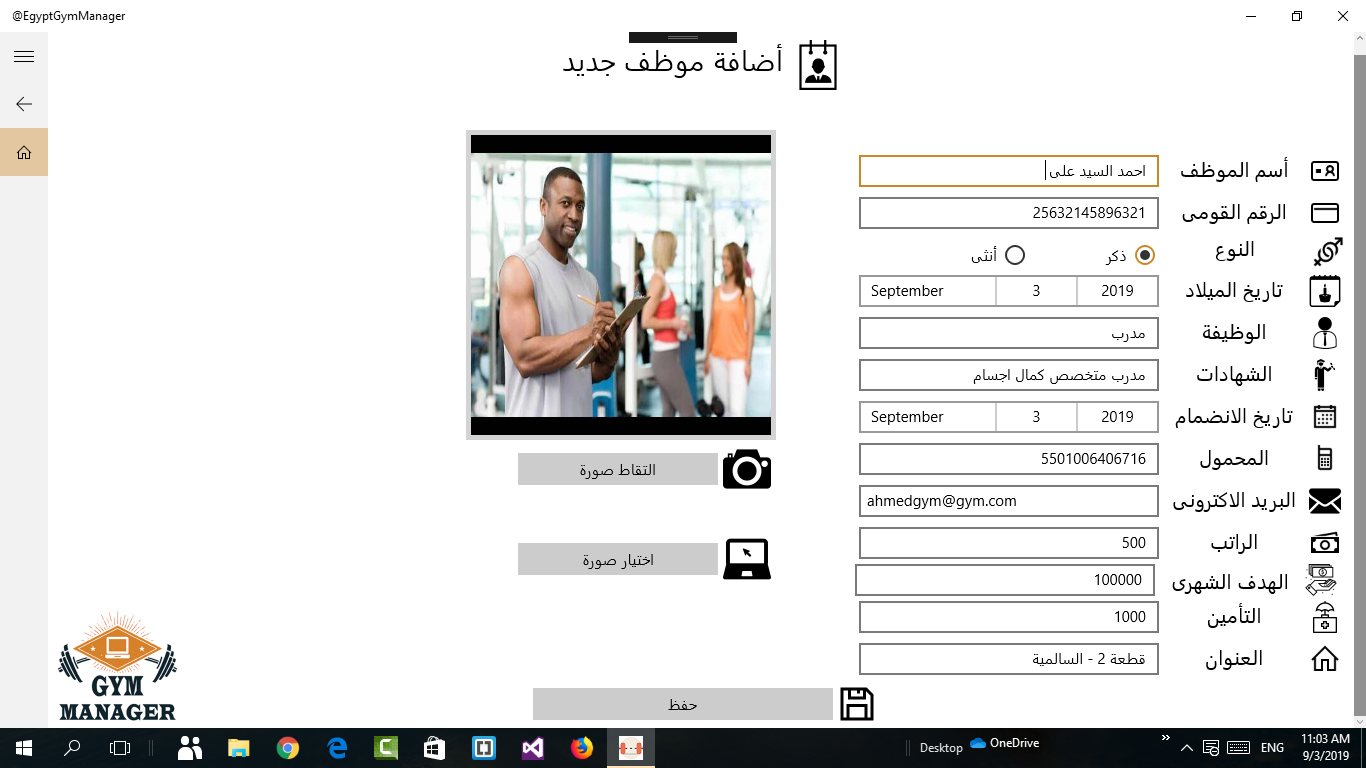 @EgyptGymManager
أضافة موظف جديد
أسم الموظف
احمد السيد على
الرقم القومى
25632145896321
النوع
ذكر
أنثى
تاريخ الميلاد
September 3 2019
الوظيفة
مدرب
الشهادات
مدرب متخصص كمال اجسام
تاريخ الانضمام
September 3 2019
المحمول
5501006406716
البريد الاكترونى
ahmedgym@gym.com
الراتب
500
الهدف الشهرى
100000
التأمين
1000
العنوان
قطعة 2 - السالمية
التقاط صورة
اختيار صورة
حفظ
GYM
MANAGER
Desktop
OneDrive
ENG
11:03 AM
9/3/2019